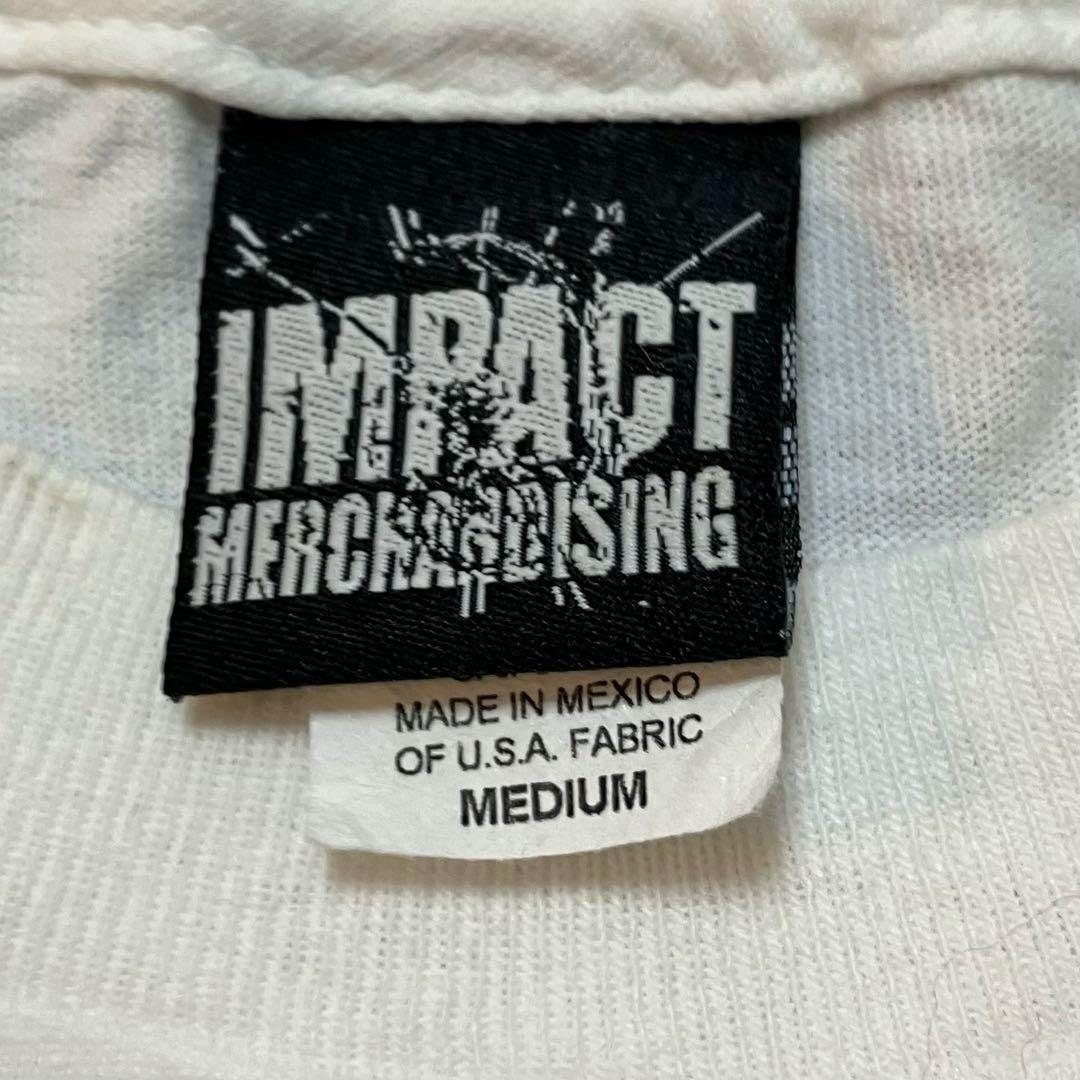 IMPACT
MERCHANDISING
MADE IN MEXICO
OF U.S.A. FABRIC
MEDIUM